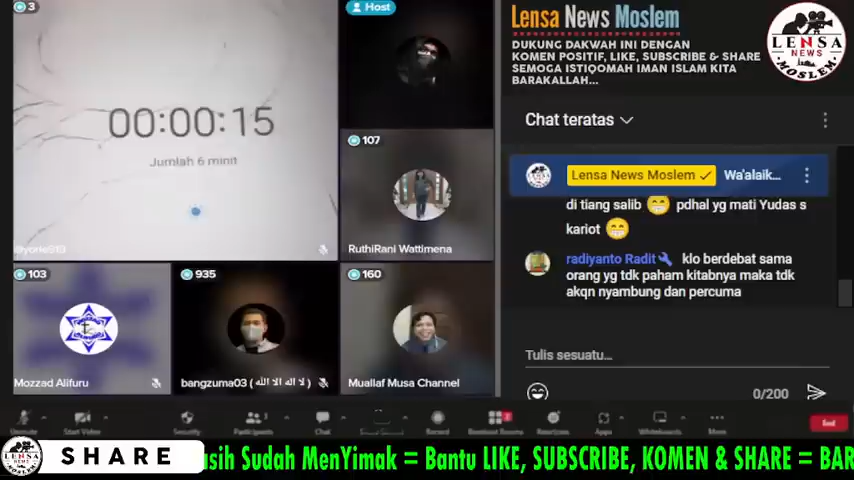 3
Host
00:00:15
Jumlah 6 minit
107
RuthiRani Wattimena
103
Mozzad Alifuru
935
bangzuma03 ( لا اله الا الله )
160
Muallaf Musa Channel
Lensa News Moslem
DUKUNG DAKWAH INI DENGAN
KOMEN POSITIF, LIKE, SUBSCRIBE & SHARE
SEMOGA ISTIQOMAH IMAN ISLAM KITA
BARAKALLAH...
LENSA
NEWS
MOSLEM
Chat teratas
Lensa News Moslem Wa'alaik...
di tiang salib pdhal yg mati Yudas s
kariot
radiyanto Radit klo berdebat sama
orang yg tdk paham kitabnya maka tdk
akqn nyambung dan percuma
Tulis sesuatu...
0/200
Start Video
Security
Participants
Chat
Record
Breakout Rooms
Reactions
Apps
Whiteboards
More
End
SHARE
asih Sudah MenYimak = Bantu LIKE, SUBSCRIBE, KOMEN & SHARE = BAR